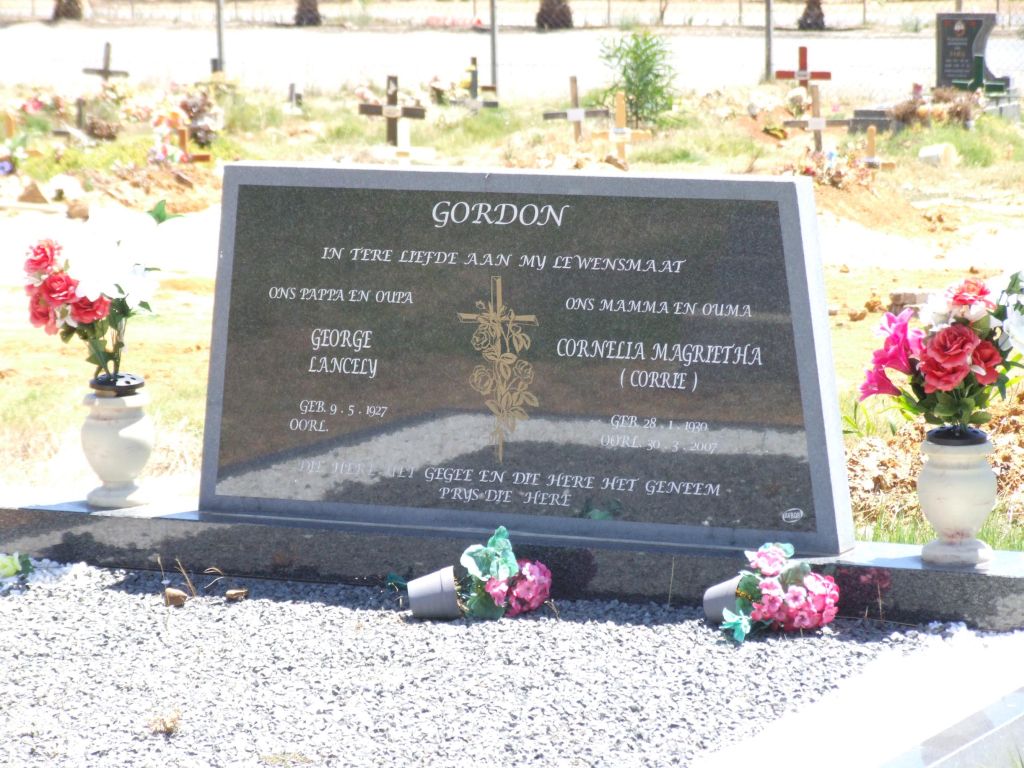 GORDON
IN TERE LIEFDE AAN MY LEWENSMAAT
ONS PAPPA EN OUPA
GEORGE
LANCELY
GEB. 9 . 5 . 1927
OORL.
ONS MAMMA EN OUMA
CORNELIA MAGRIETHA
( CORRIE )
GEB. 28 . 1 . 1939
OORL. 30 . 3 . 2007
DIE HERE HET GEGEE EN DIE HERE HET GENEEM
PRYS DIE HERE